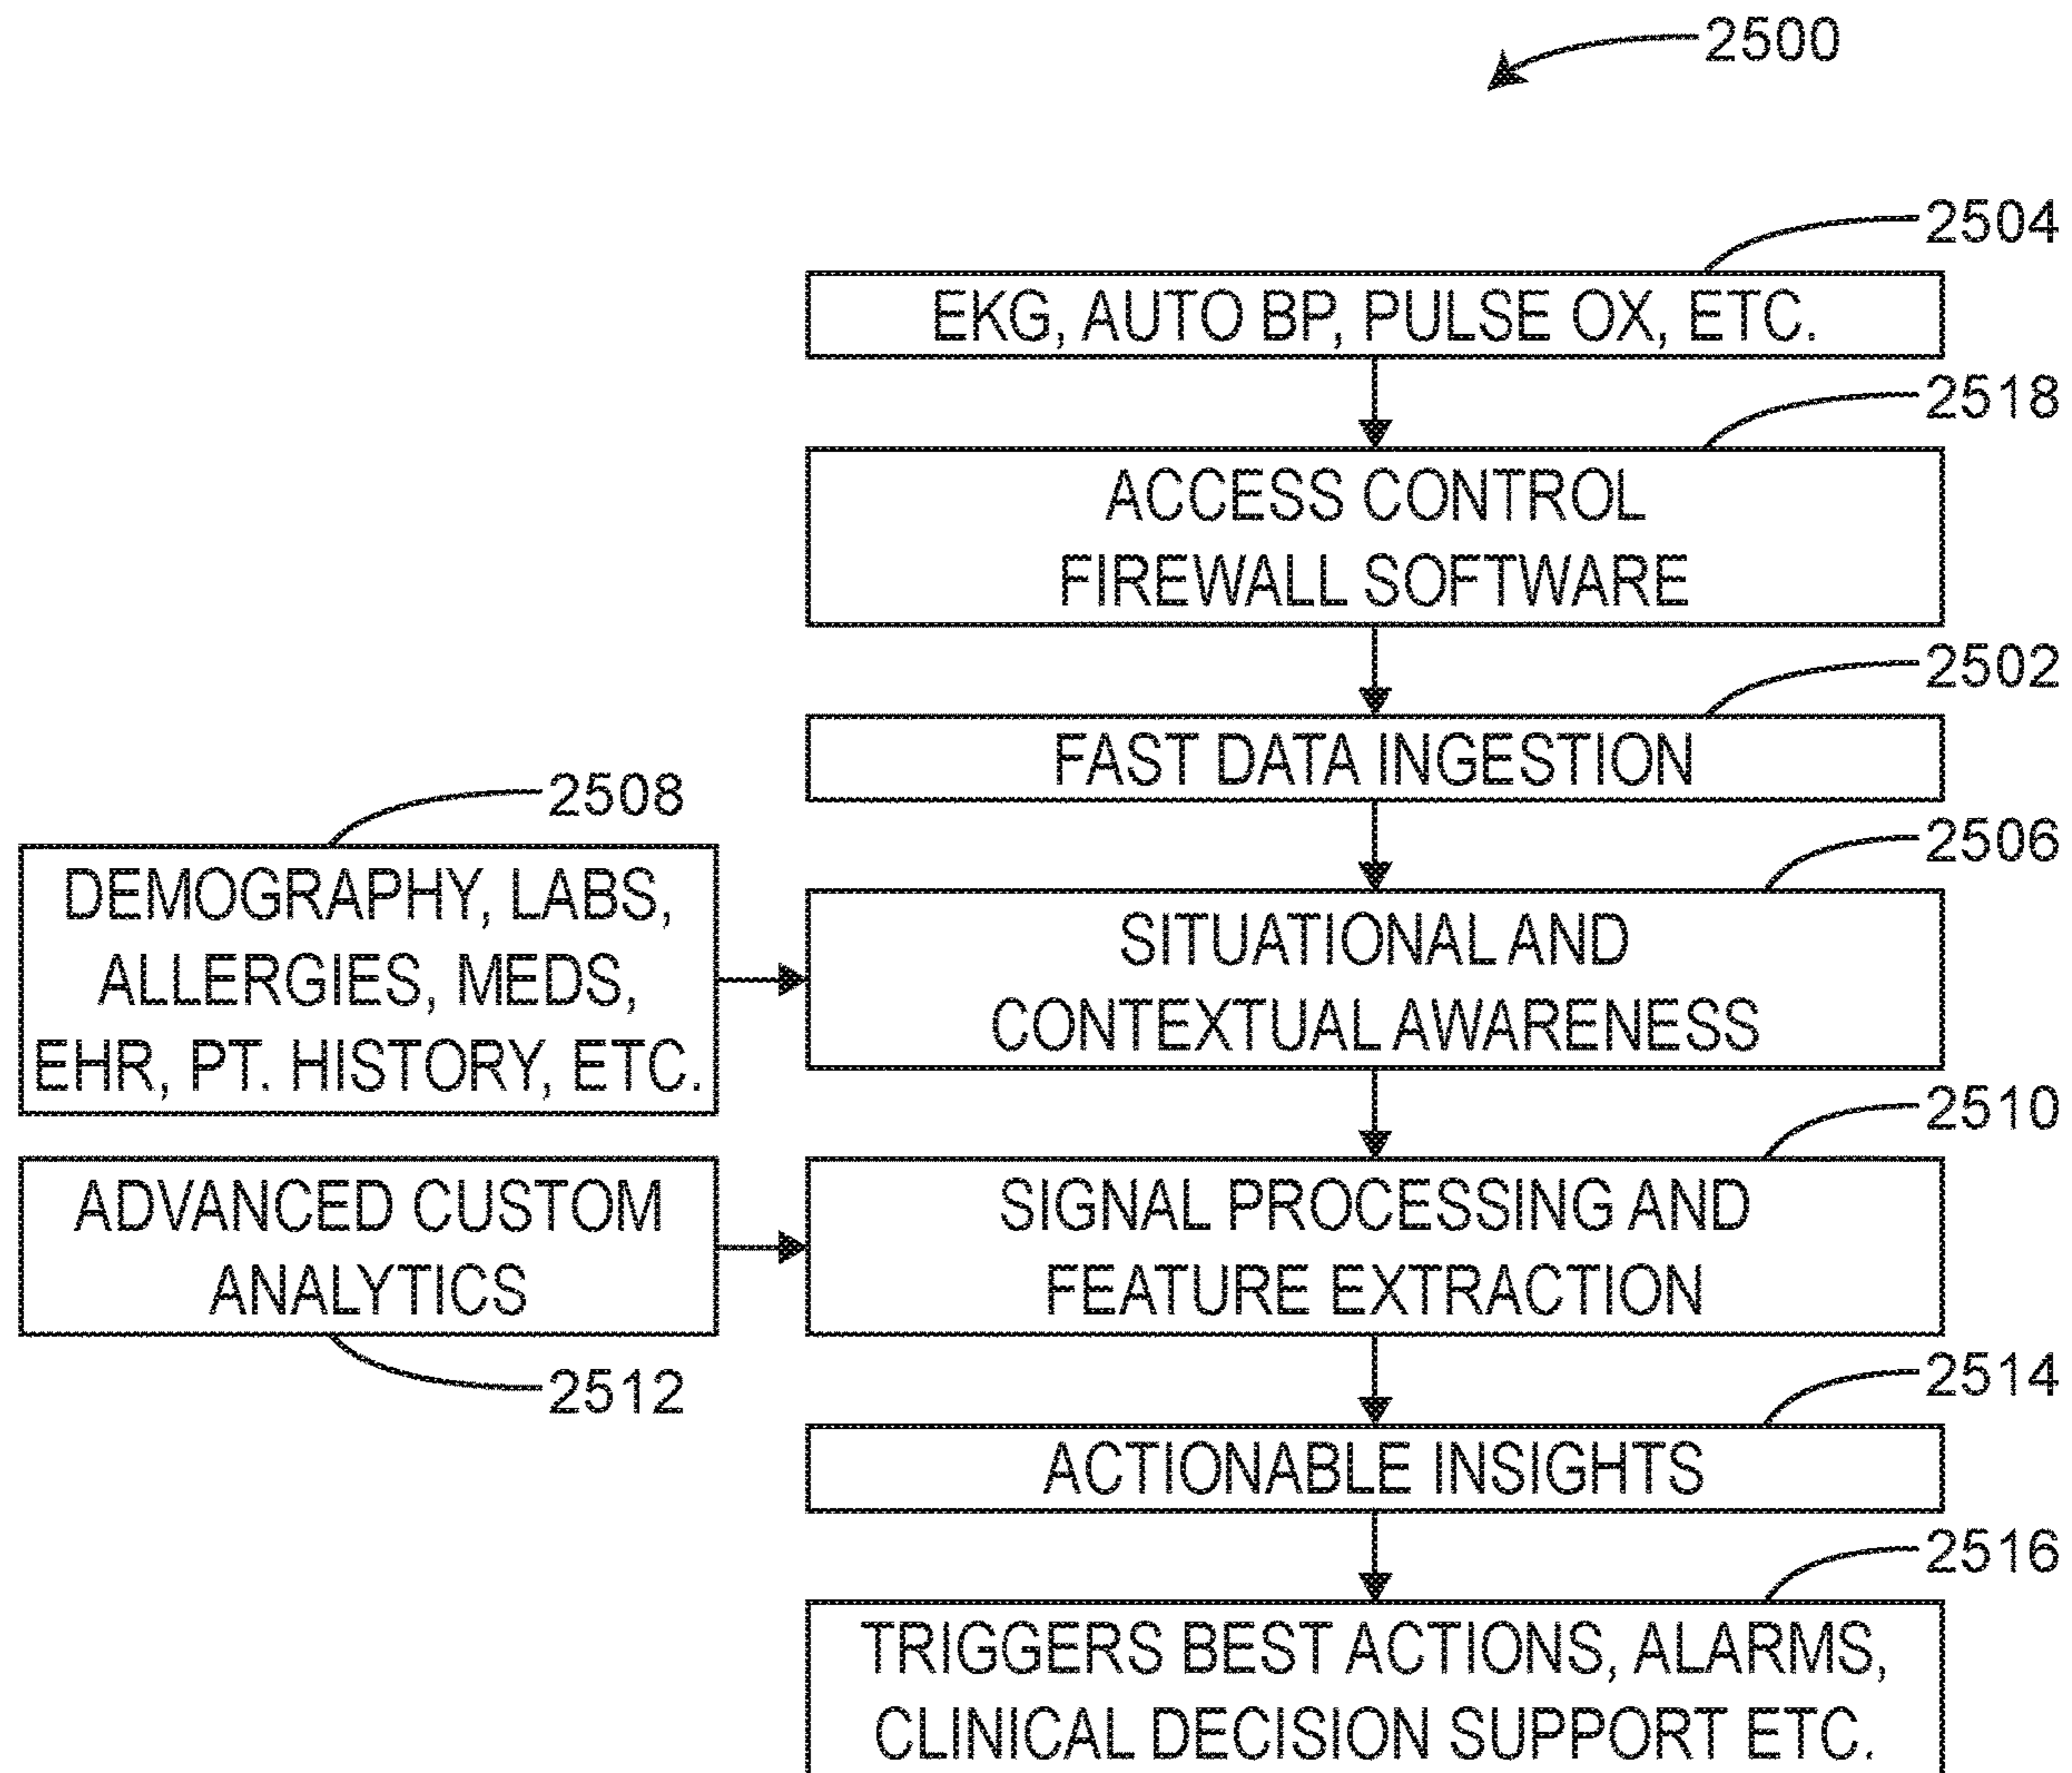 2500
2504
EKG, AUTO BP, PULSE OX, ETC.
2518
ACCESS CONTROL
FIREWALL SOFTWARE
2502
FAST DATA INGESTION
2508
DEMOGRAPHY, LABS,
ALLERGIES, MEDS,
EHR, PT. HISTORY, ETC.
2506
SITUATIONAL AND
CONTEXTUAL AWARENESS
ADVANCED CUSTOM
ANALYTICS
2512
2510
SIGNAL PROCESSING AND
FEATURE EXTRACTION
2514
ACTIONABLE INSIGHTS
2516
TRIGGERS BEST ACTIONS, ALARMS,
CLINICAL DECISION SUPPORT ETC.